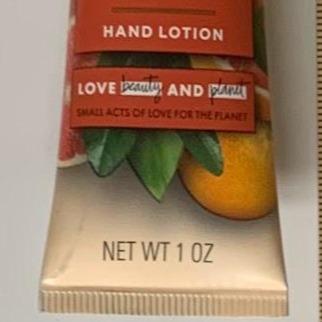 HAND LOTION
LOVE beauty AND planet
SMALL ACTS OF LOVE FOR THE PLANET
NET WT 1 OZ